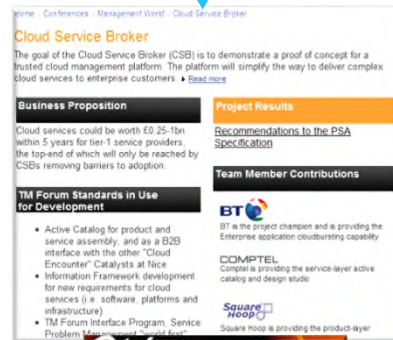 Home > Conferences > Management World > Cloud Service Broker
Cloud Service Broker
The goal of the Cloud Service Broker (CSB) is to demonstrate a proof of concept for a
trusted cloud management platform. The platform will simplify the way to deliver complex
cloud services to enterprise customers. Read more
Business Proposition
Cloud services could be worth £0.25-1bn
within 5 years for tier-1 service providers,
the top-end of which will only be reached by
CSBs removing barriers to adoption.
TM Forum Standards in Use
for Development
• Active Catalog for product and
service assembly, and as a B2B
interface with the other "Cloud
Encounter" Catalysts at Nice
• Information Framework development
for new requirements for cloud
services (i.e. software, platforms and
infrastructure)
• TM Forum Interface Program, Service
Problem Management "world first"
Project Results
Recommendations to the PSA
Specification
Team Member Contributions
BT
BT is the project champion and is providing the
Enterprise application cloudbursting capability
COMPTEL
Comptel is providing the service-layer active
catalog and design studio
Square
Hoop
Square Hoop is providing the product-layer